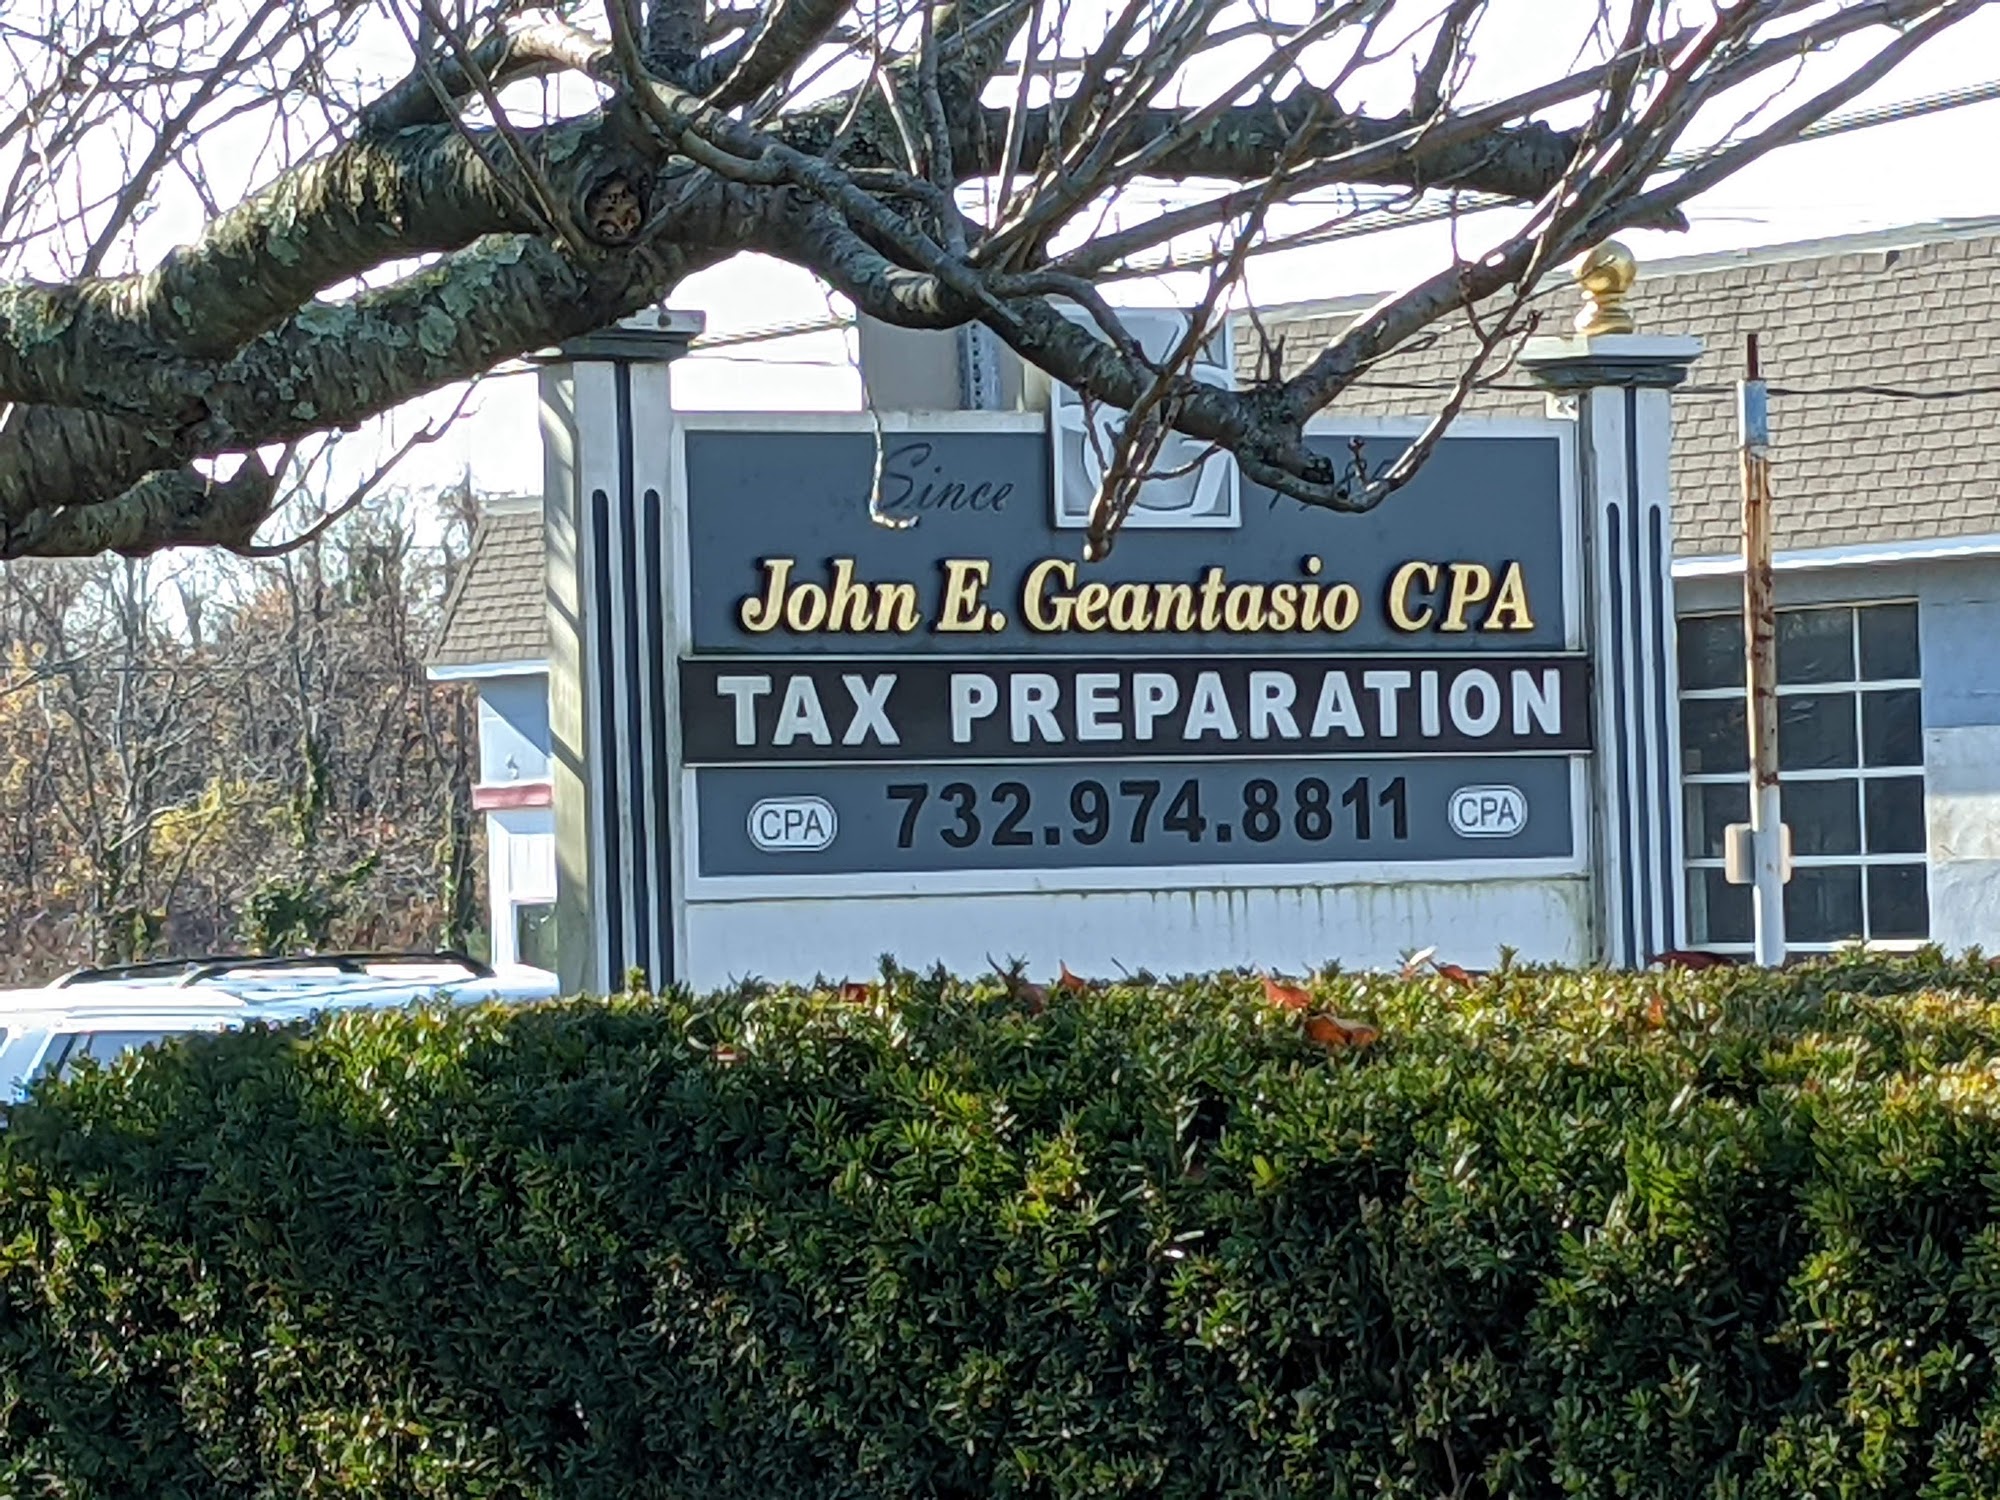 Since
John E. Geantasio CPA
TAX PREPARATION
CPA 732.974.8811 CPA